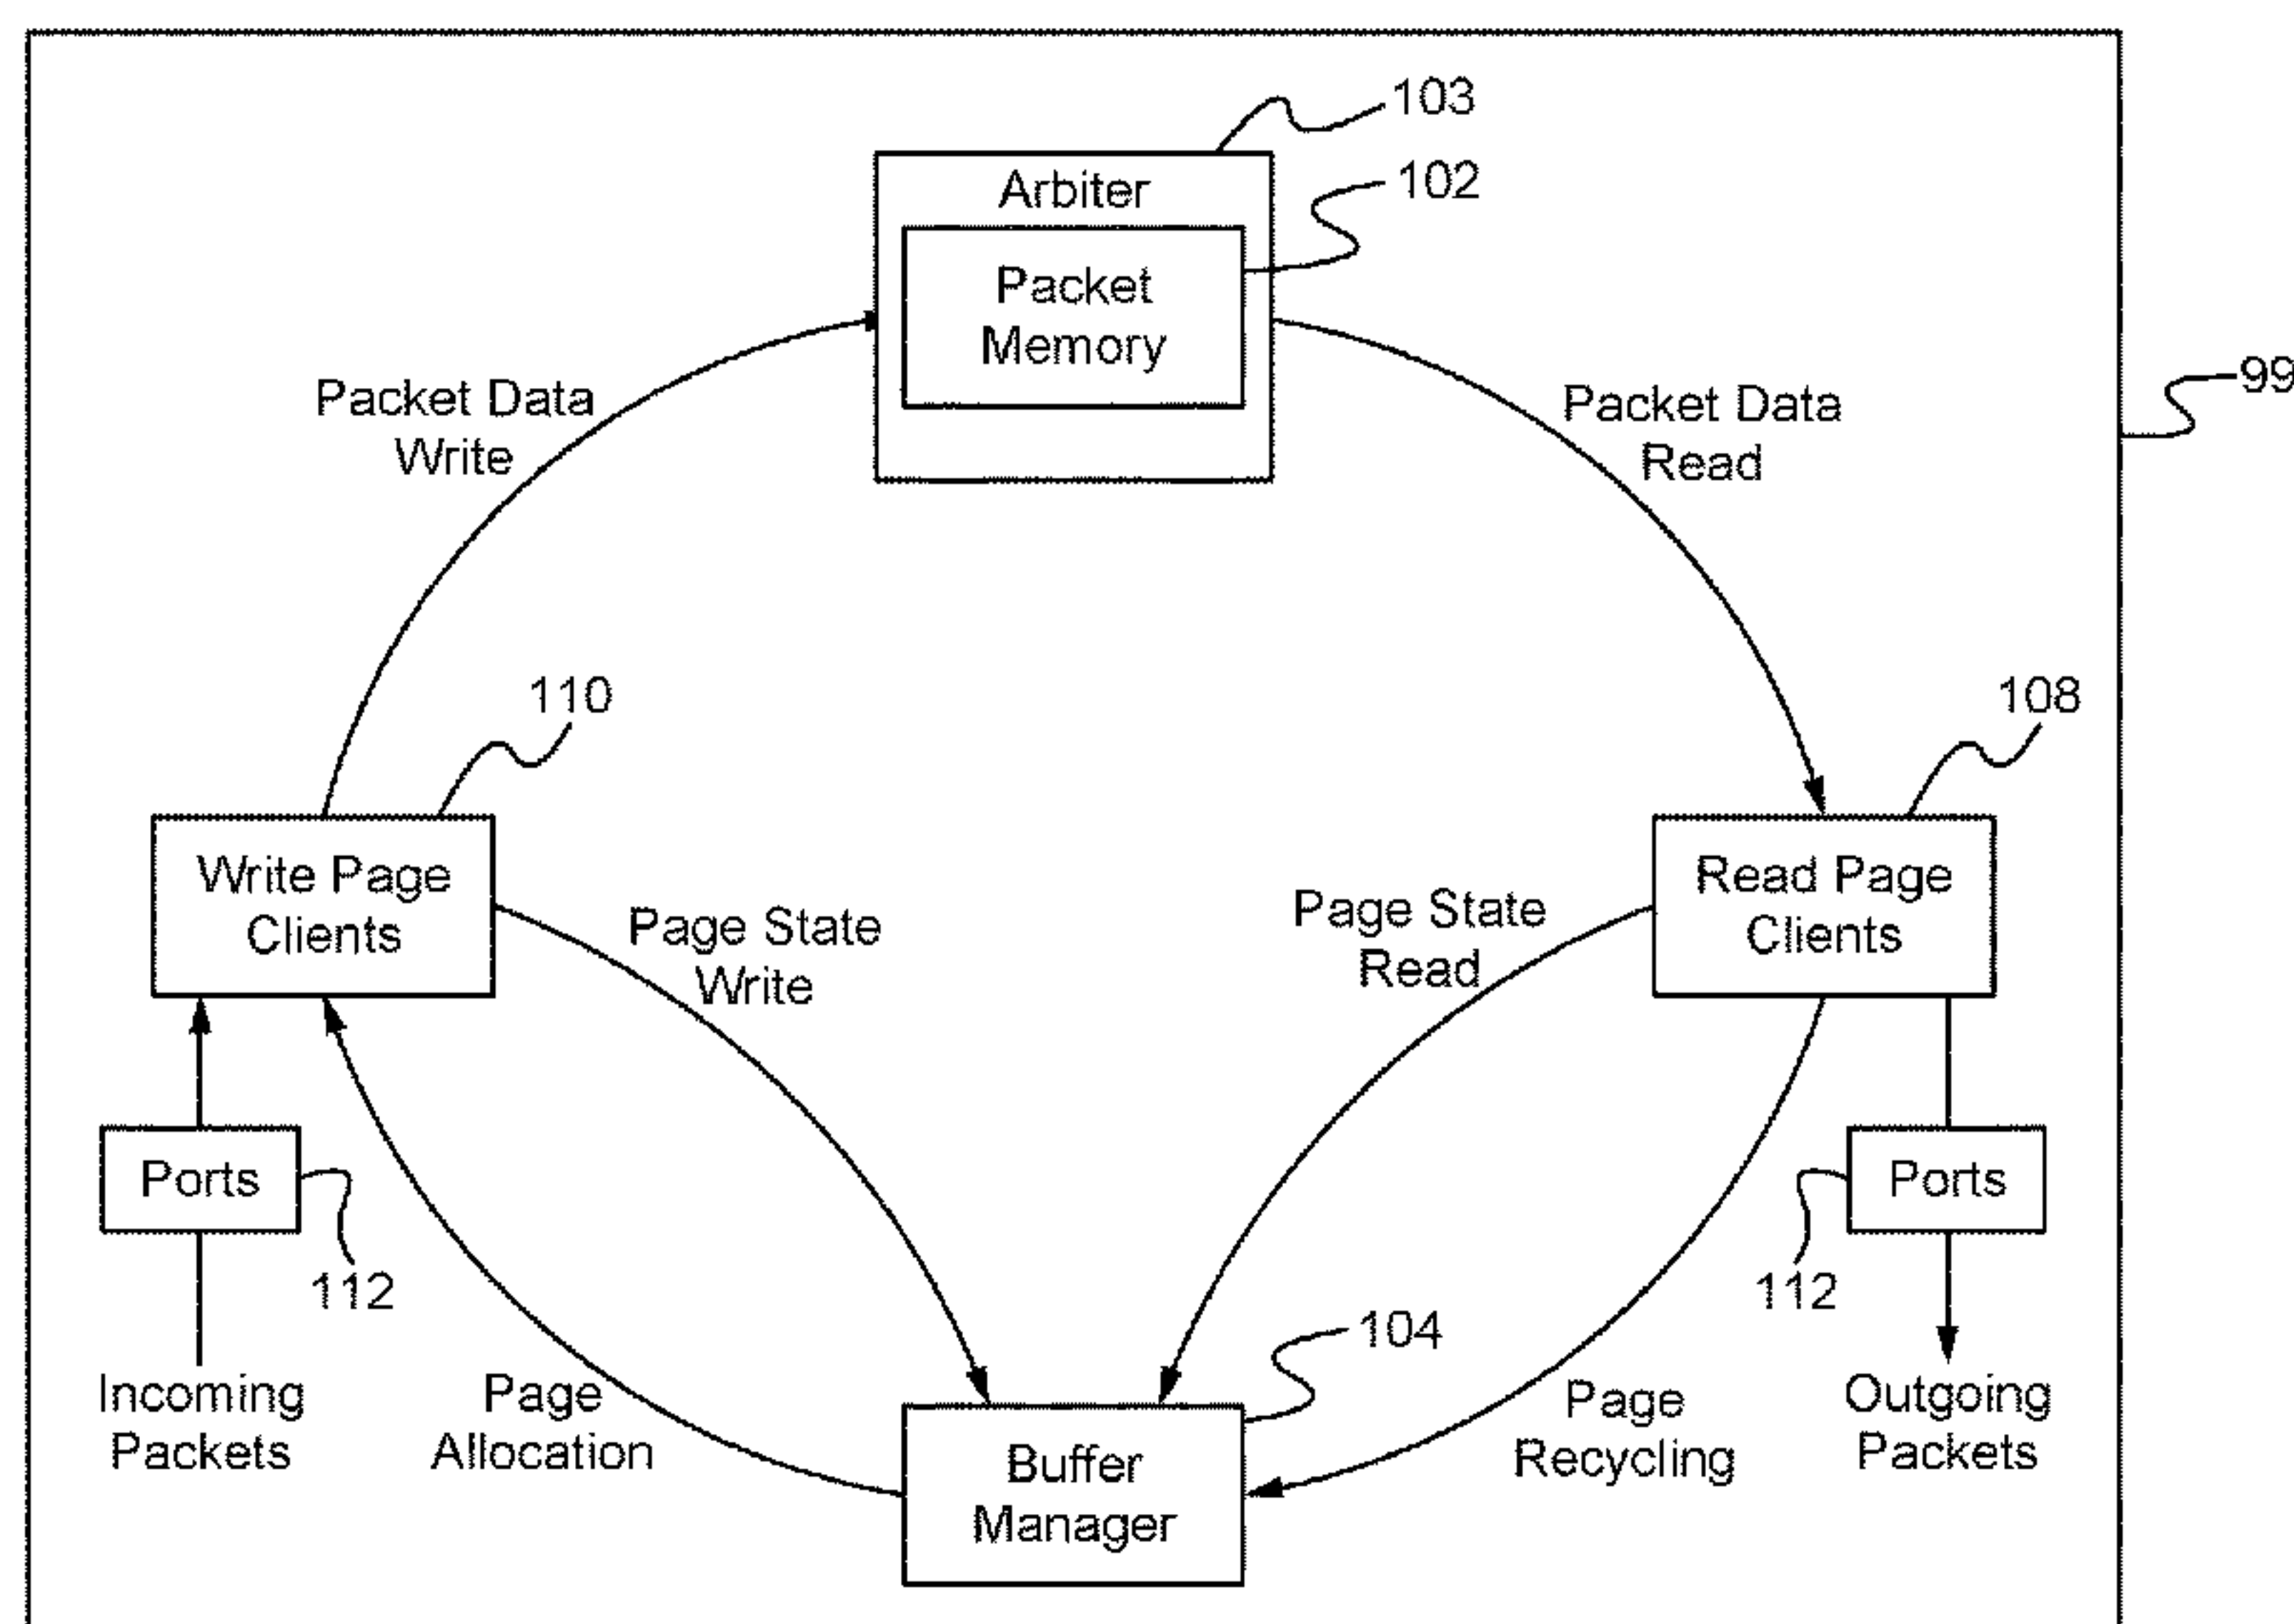 103
Arbiter
102
Packet
Memory
99
Packet Data
Write
Packet Data
Read
110
108
Write Page
Clients
Read Page
Clients
Page State
Write
Page State
Read
Ports
Ports
112
112
104
Incoming
Packets
Page
Allocation
Buffer
Manager
Page
Recycling
Outgoing
Packets